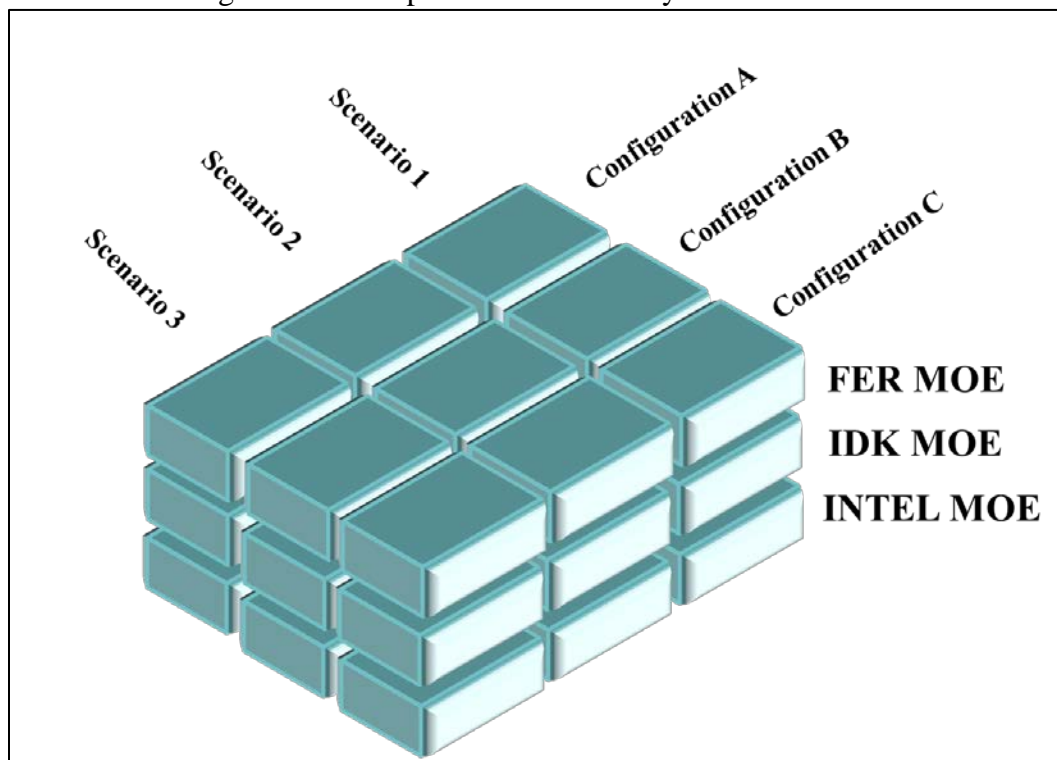 Scenario 1
Scenario 2
Scenario 3
Configuration A
Configuration B
Configuration C
FER MOE
IDK MOE
INTEL MOE